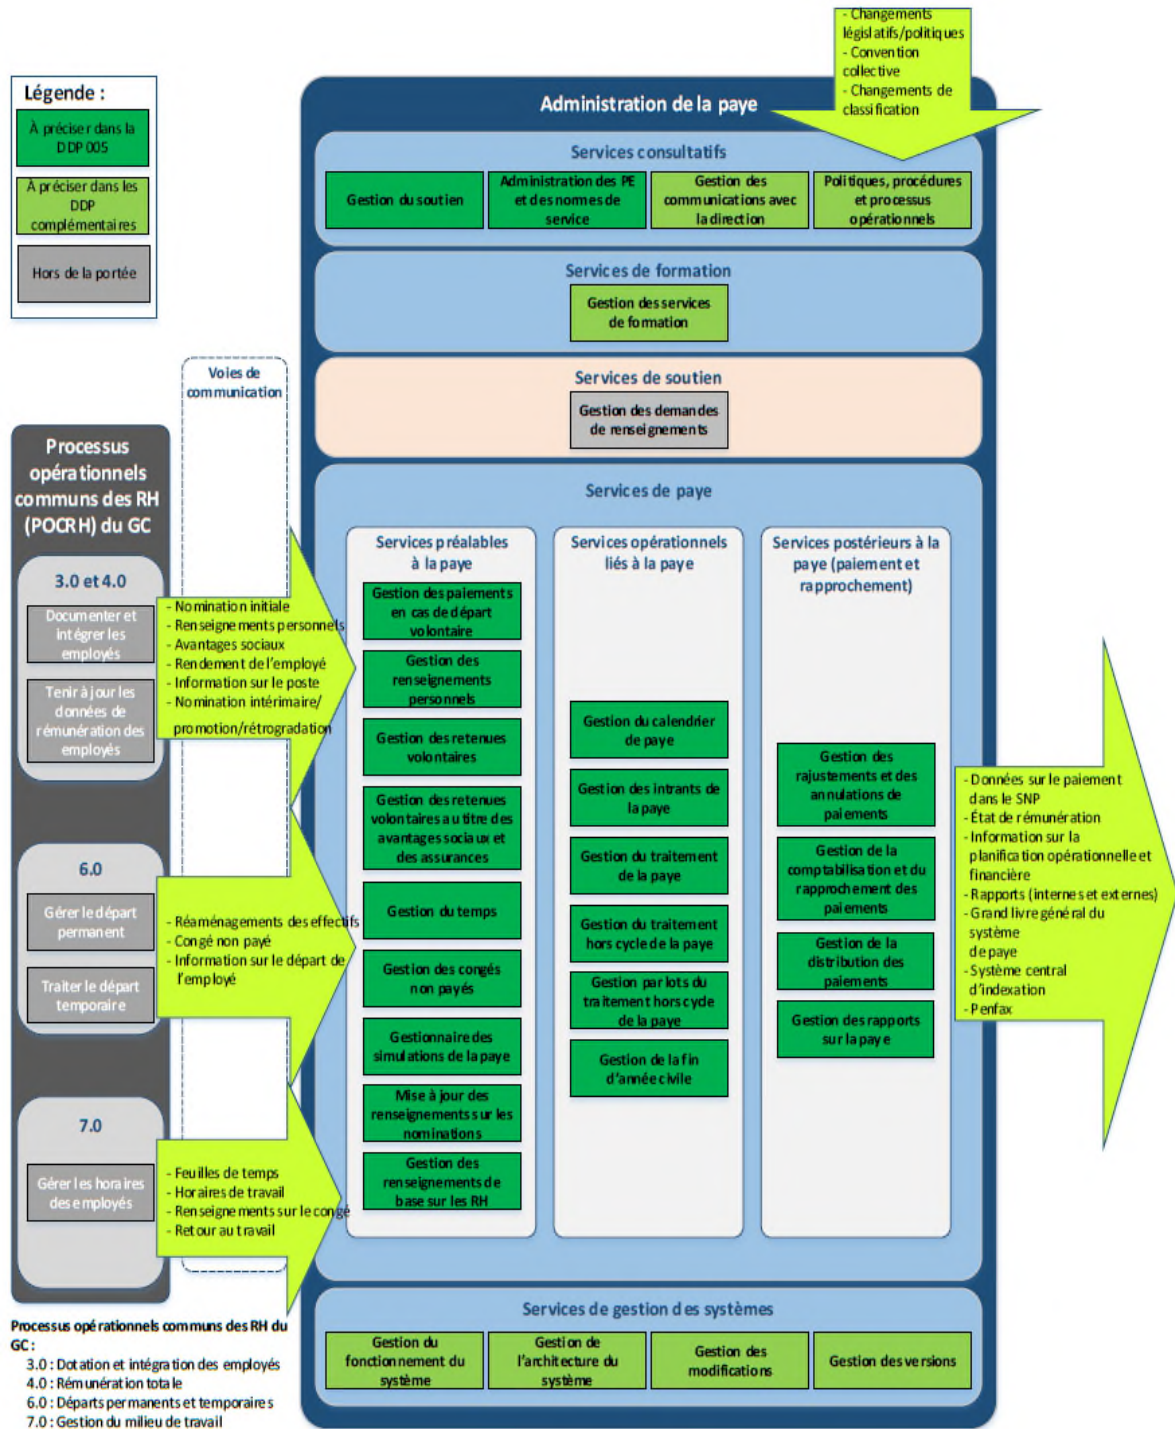 - Changements
législatifs/politiques
- Convention
collective
- Changements de
classification
Légende :
À préciser dans la
DDP 005
À préciser dans les
DDP
complémentaires
Hors de la portée
Administration de la paye
Services consultatifs
Gestion du soutien
Administration des PE
et des normes de
service
Gestion des
communications avec
la direction
Politiques, procédures
et processus
opérationnels
Services de formation
Gestion des services
de formation
Services de soutien
Gestion des demandes
de renseignements
Voies de
communication
Processus
opérationnels
communs des RH
(POCRH) du GC
3.0 et 4.0
Documenter et
intégrer les
employés
Tenir à jour les
données de
rémunération des
employés
- Nomination initiale
- Renseignements personnels
- Avantages sociaux
- Rendement de l'employé
- Information sur le poste
- Nomination intérimaire/
promotion/rétrogradation
6.0
Gérer le départ
permanent
Traiter le départ
temporaire
- Réaménagements des effectifs
- Congé non payé
- Information sur le départ de
l'employé
7.0
Gérer les horaires
des employés
- Feuilles de temps
- Horaires de travail
- Renseignements sur le congé
- Retour au travail
Services de paye
Services préalables
à la paye
Gestion des paiements
en cas de départ
volontaire
Gestion des
renseignements
personnels
Gestion des retenues
volontaires
Gestion des retenues
volontaires au titre des
avantages sociaux et
des assurances
Gestion du temps
Gestion des congés
non payés
Gestionnaire des
simulations de la paye
Mise à jour des
renseignements sur les
nominations
Gestion des
renseignements de
base sur les RH
Services opérationnels
liés à la paye
Gestion du calendrier
de paye
Gestion des intrants de
la paye
Gestion du traitement
de la paye
Gestion du traitement
hors cycle de la paye
Gestion par lots du
traitement hors cycle
de la paye
Gestion de la fin
d'année civile
Services postérieurs à la
paye (paiement et
rapprochement)
Gestion des
rajustements et des
annulations de
paiements
Gestion de la
comptabilisation et du
rapprochement des
paiements
Gestion de la
distribution des
paiements
Gestion des rapports
sur la paye
- Données sur le paiement
dans le SNP
- État de rémunération
- Information sur la
planification opérationnelle et
financière
- Rapports (internes et externes)
- Grand livre général du
système
de paye
- Système central
d'indexation
- Penfax
Services de gestion des systèmes
Gestion du
fonctionnement du
système
Gestion de
l'architecture du
système
Gestion des
modifications
Gestion des versions
Processus opérationnels communs des RH du
GC :
3.0 : Dotation et intégration des employés
4.0 : Rémunération totale
6.0 : Départs permanents et temporaires
7.0 : Gestion du milieu de travail